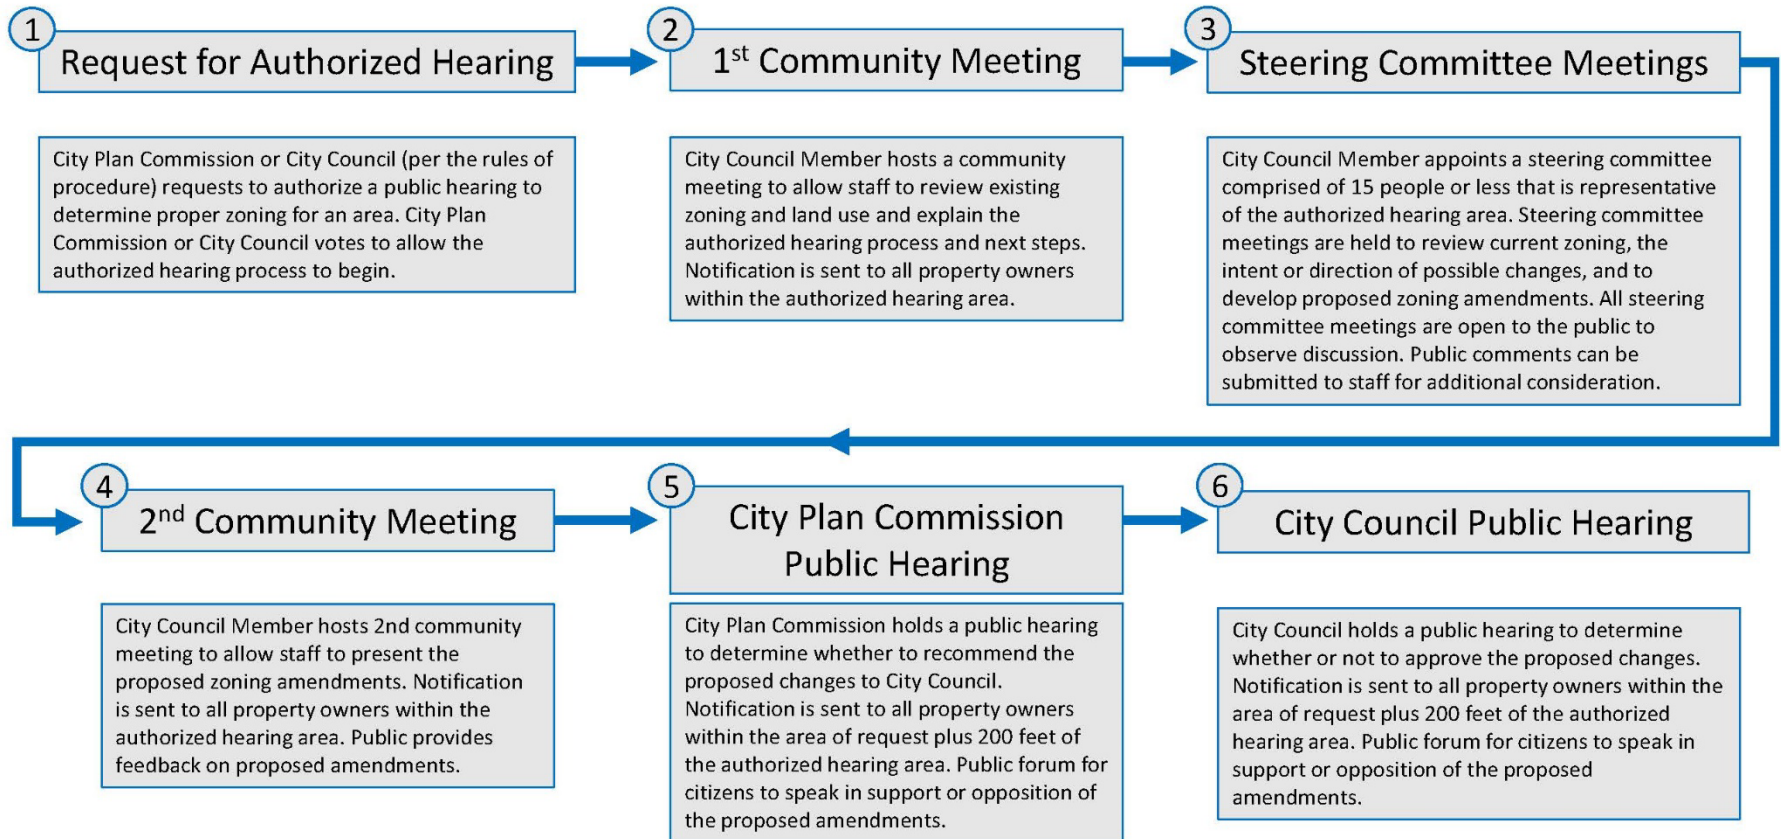 1
Request for Authorized Hearing
City Plan Commission or City Council (per the rules of
procedure) requests to authorize a public hearing to
determine proper zoning for an area. City Plan
Commission or City Council votes to allow the
authorized hearing process to begin.
2
1st Community Meeting
City Council Member hosts a community
meeting to allow staff to review existing
zoning and land use and explain the
authorized hearing process and next steps.
Notification is sent to all property owners
within the authorized hearing area.
3
Steering Committee Meetings
City Council Member appoints a steering committee
comprised of 15 people or less that is representative
of the authorized hearing area. Steering committee
meetings are held to review current zoning, the
intent or direction of possible changes, and to
develop proposed zoning amendments. All steering
committee meetings are open to the public to
observe discussion. Public comments can be
submitted to staff for additional consideration.
4
2nd Community Meeting
City Council Member hosts 2nd community
meeting to allow staff to present the
proposed zoning amendments. Notification
is sent to all property owners within the
authorized hearing area. Public provides
feedback on proposed amendments.
5
City Plan Commission
Public Hearing
City Plan Commission holds a public hearing
to determine whether to recommend the
proposed changes to City Council.
Notification is sent to all property owners
within the area of request plus 200 feet of
the authorized hearing area. Public forum for
citizens to speak in support or opposition of
the proposed amendments.
6
City Council Public Hearing
City Council holds a public hearing to determine
whether or not to approve the proposed changes.
Notification is sent to all property owners within the
area of request plus 200 feet of the authorized
hearing area. Public forum for citizens to speak in
support or opposition of the proposed
amendments.